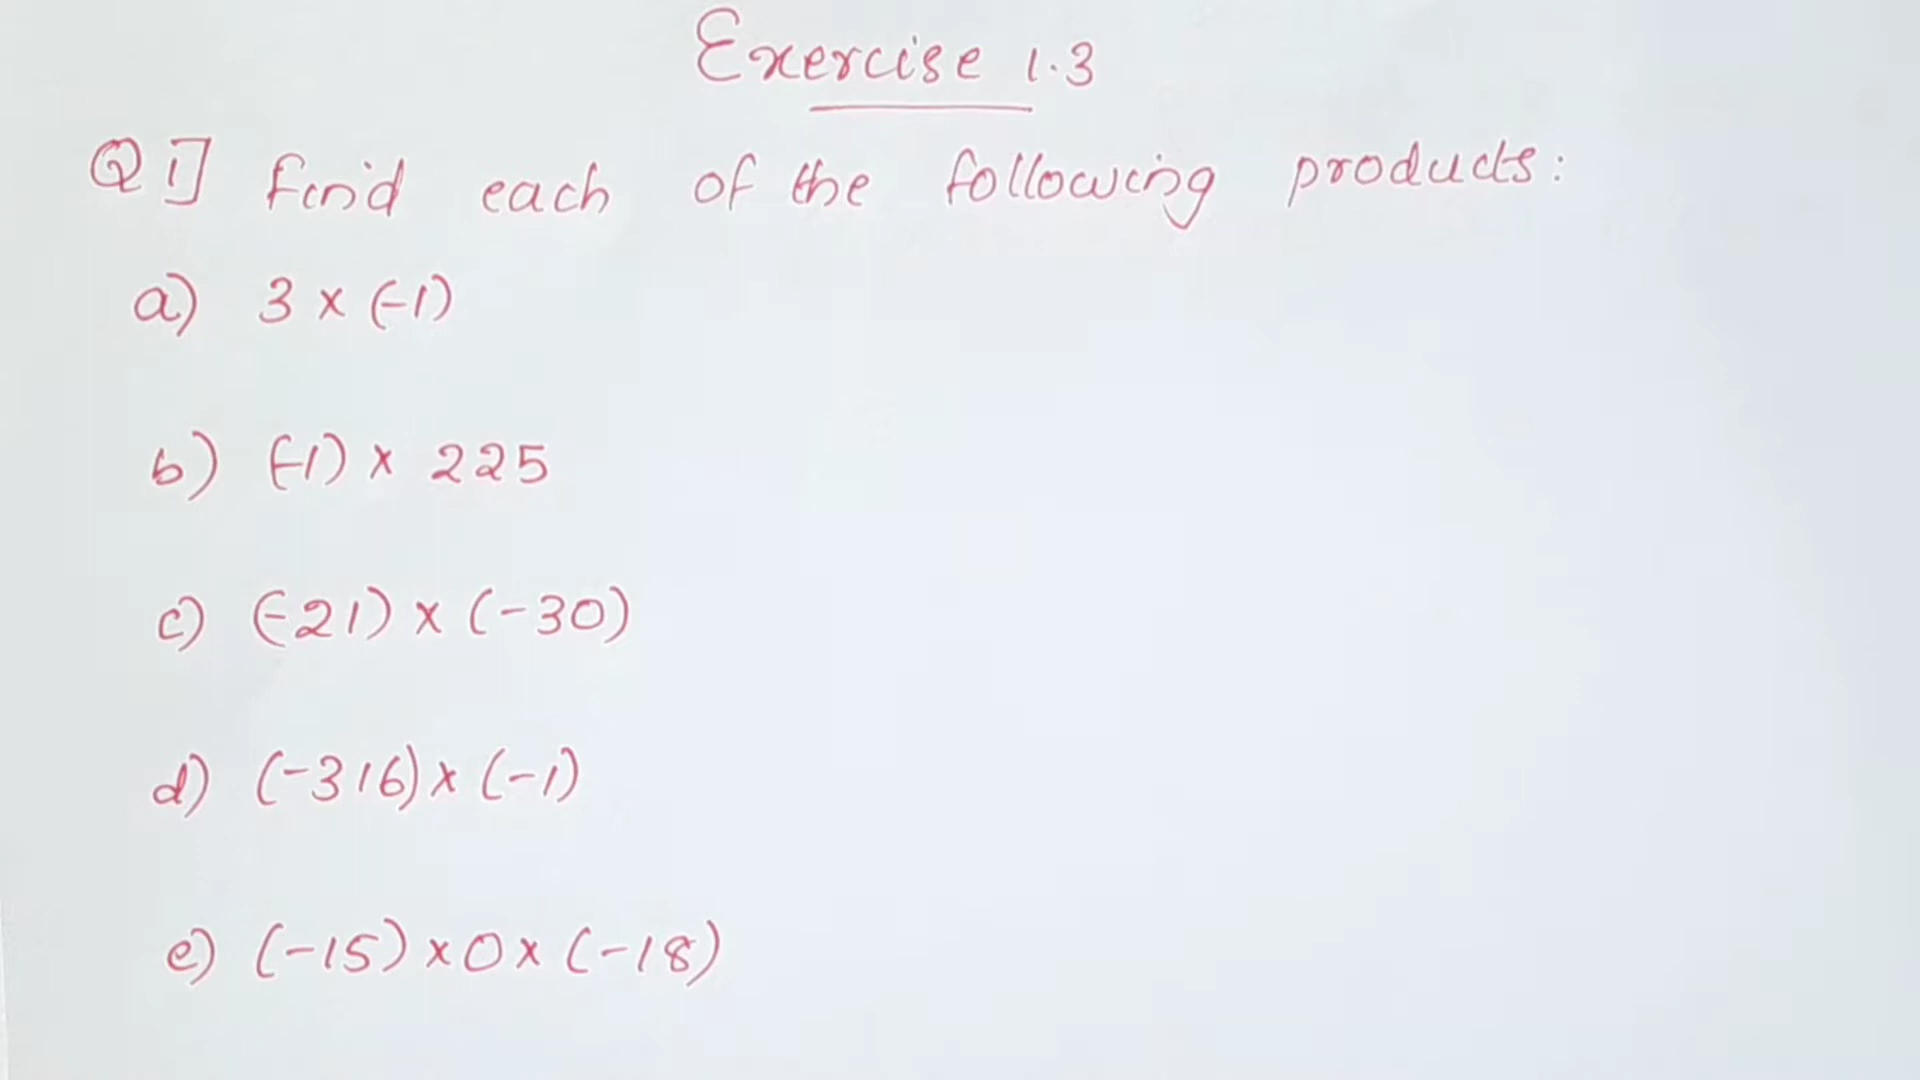 Exercise 1.3
Q 1] Find each of the following products:
a) 3 × (-1)
b) (-1) × 225
c) (-21) × (-30)
d) (-316) × (-1)
e) (-15) × 0 × (-18)